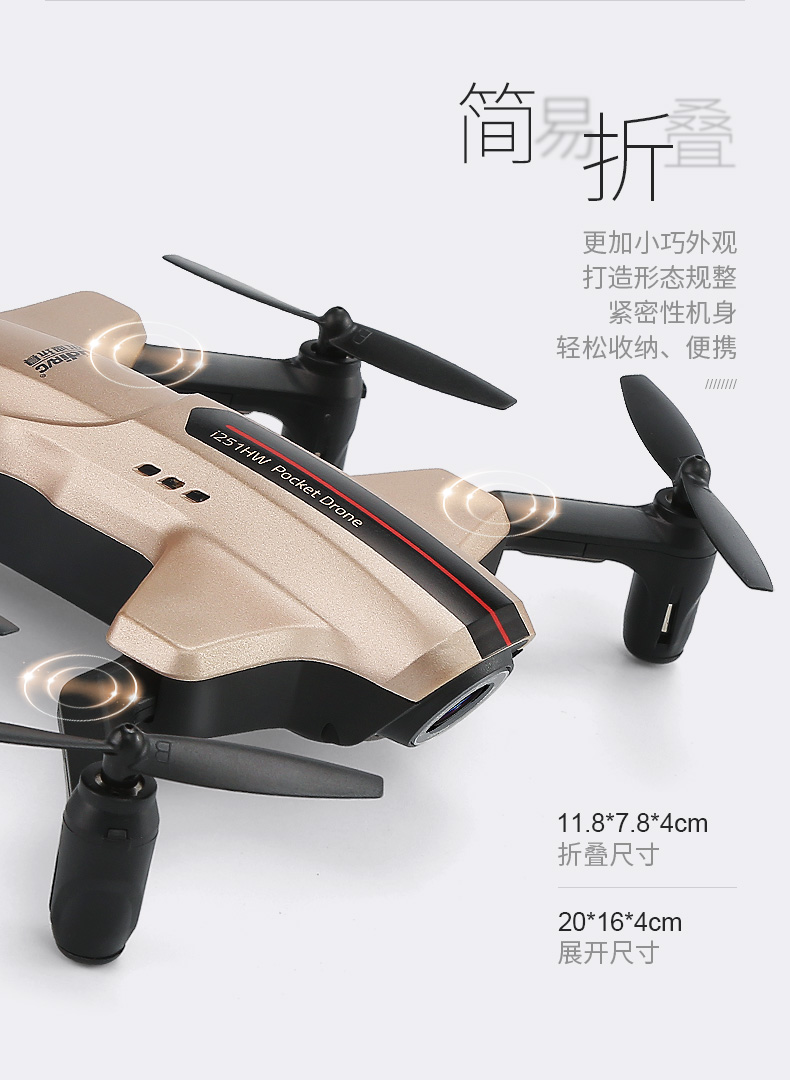 简易折叠
更加小巧外观
打造形态规整
紧密性机身
轻松收纳、便携
i251HW Pocket Drone
B
11.8*7.8*4cm
折叠尺寸
20*16*4cm
展开尺寸